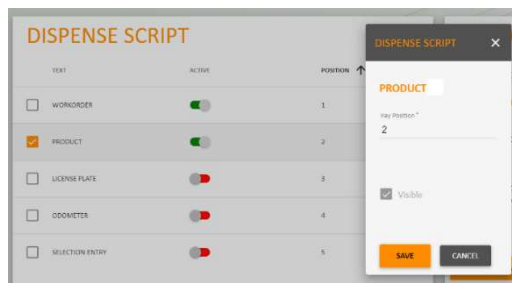 DISPENSE SCRIPT
TEXT ACTIVE POSITION
WORKORDER 1
PRODUCT 2
LICENSE PLATE 3
ODOMETER 4
SELECTION ENTRY 5
DISPENSE SCRIPT
PRODUCT
Key Position *
2
Visible
SAVE CANCEL